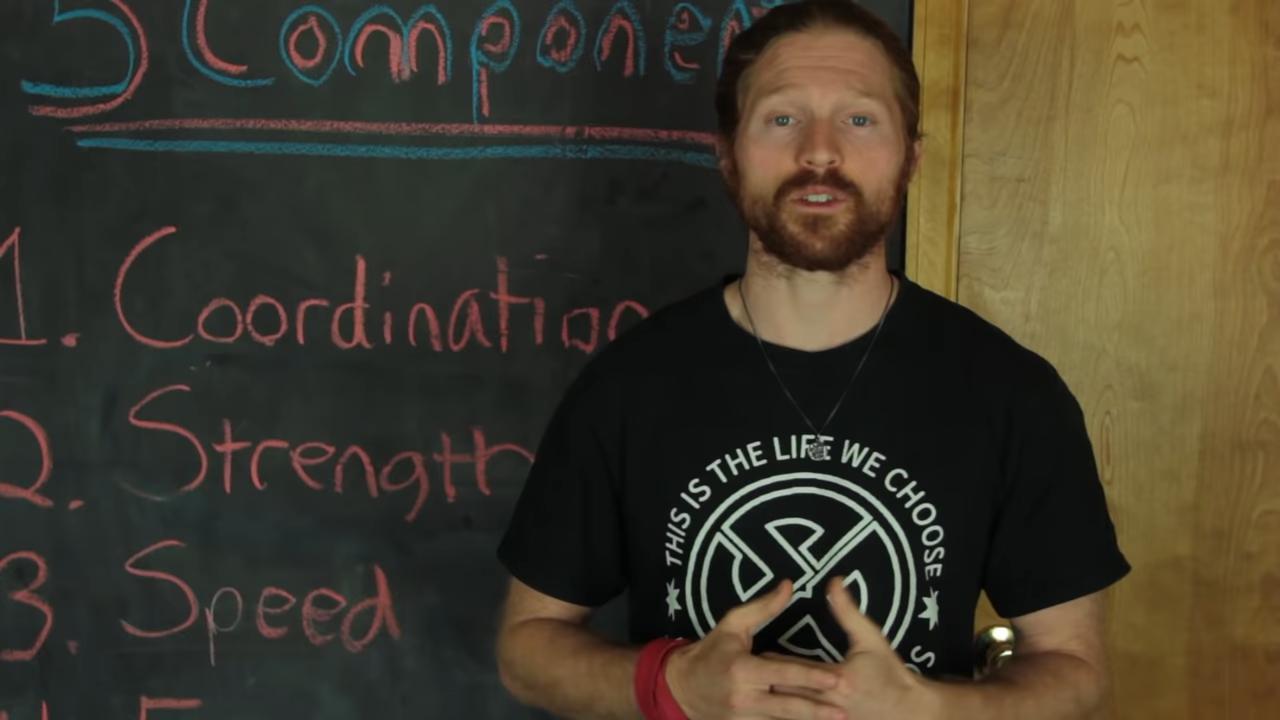 5 Componen
1. Coordination
2. Strength
3. Speed
THIS IS THE LIFE WE CHOOSE